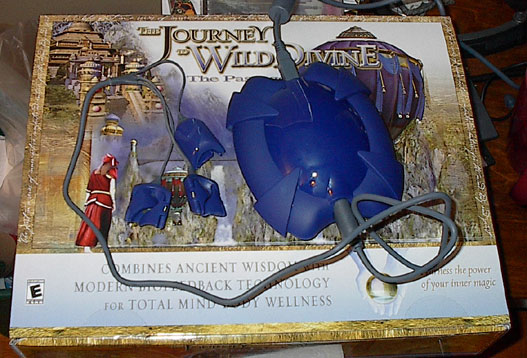 THE JOURNEY
TO WILD DIVINE
The Pas
COMBINES ANCIENT WISDOM WITH
MODERN BIOFEEDBACK TECHNOLOGY
FOR TOTAL MIND BODY WELLNESS
Harness the power
of your inner magic
E